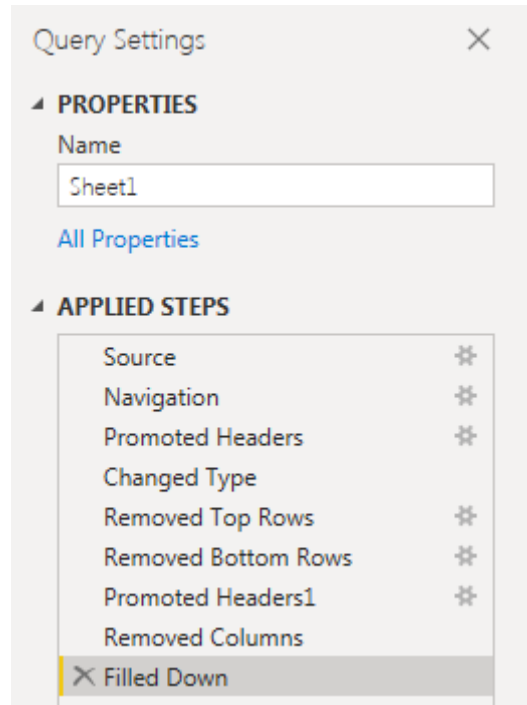 Query Settings
PROPERTIES
Name
Sheet1
All Properties
APPLIED STEPS
Source
Navigation
Promoted Headers
Changed Type
Removed Top Rows
Removed Bottom Rows
Promoted Headers1
Removed Columns
Filled Down